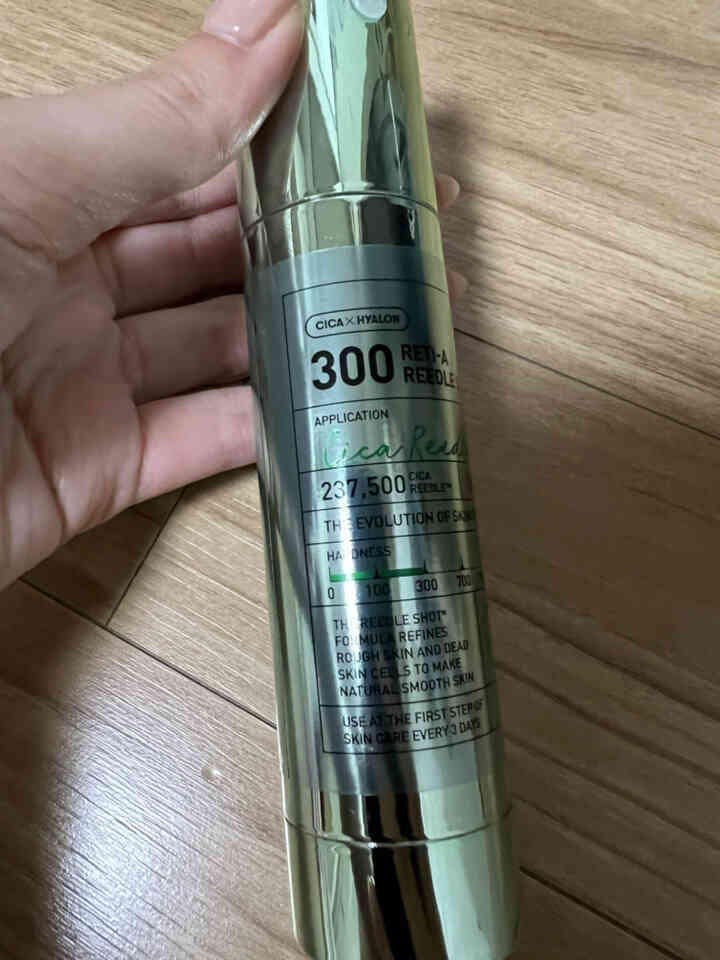 CICA×HYALON
300 RETI-A
REEDLE
APPLICATION
Cica Reedl
237,500 CICA
REEDLE™
THE EVOLUTION OF
HARDNESS
0 100 300 700
THE REEDLE SHOT™
FORMULA REFINES
ROUGH SKIN AND DEAD
SKIN CELLS TO MAKE
NATURAL SMOOTH SKIN
USE AT THE FIRST STEP OF
SKIN CARE EVERY 3 DAYS